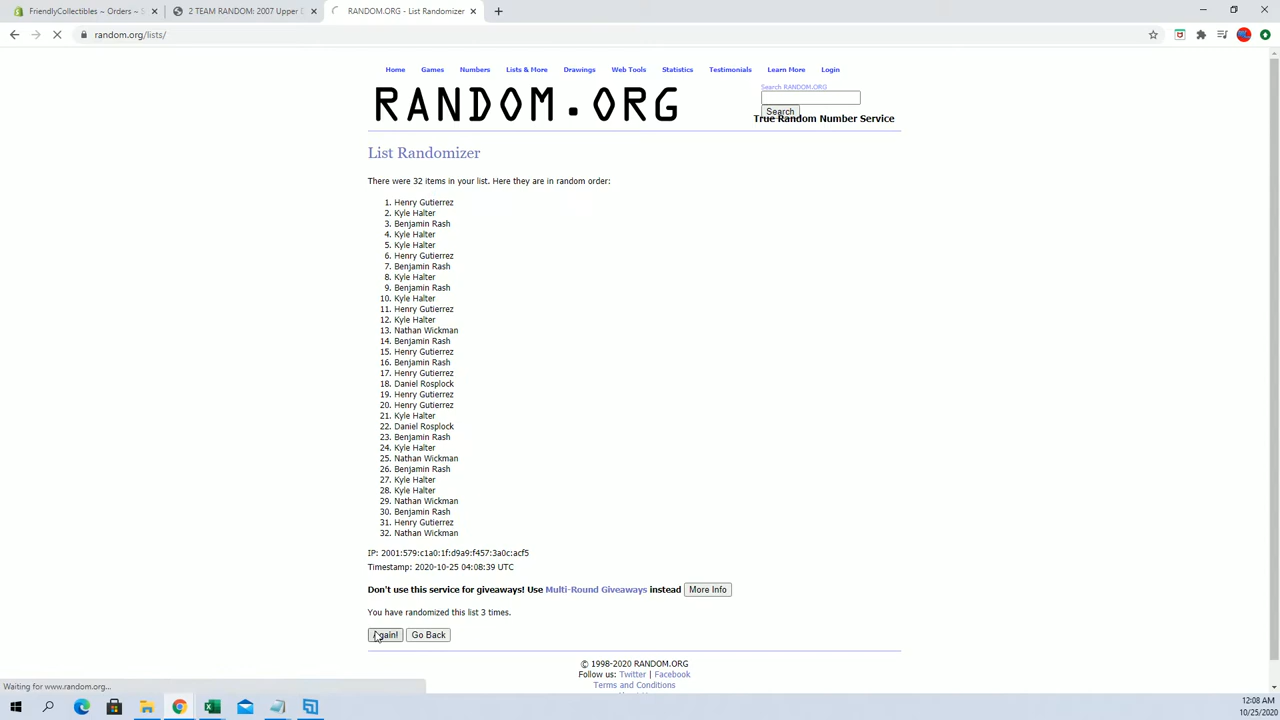 FriendlyCollectibles ~ Orders ~ S
2 TEAM RANDOM: 2007 Upper D
RANDOM.ORG - List Randomizer
random.org/lists/
Home Games Numbers Lists & More Drawings Web Tools Statistics Testimonials Learn More Login
Search RANDOM.ORG
Search
RANDOM.ORG
True Random Number Service
List Randomizer
There were 32 items in your list. Here they are in random order:
1. Henry Gutierrez
2. Kyle Halter
3. Benjamin Rash
4. Kyle Halter
5. Kyle Halter
6. Henry Gutierrez
7. Benjamin Rash
8. Kyle Halter
9. Benjamin Rash
10. Kyle Halter
11. Henry Gutierrez
12. Kyle Halter
13. Nathan Wickman
14. Benjamin Rash
15. Henry Gutierrez
16. Benjamin Rash
17. Henry Gutierrez
18. Daniel Rosplock
19. Henry Gutierrez
20. Henry Gutierrez
21. Kyle Halter
22. Daniel Rosplock
23. Benjamin Rash
24. Kyle Halter
25. Nathan Wickman
26. Benjamin Rash
27. Kyle Halter
28. Kyle Halter
29. Nathan Wickman
30. Benjamin Rash
31. Henry Gutierrez
32. Nathan Wickman
IP: 2001:579:c1a0:1f:d9a9:f457:3a0c:acf5
Timestamp: 2020-10-25 04:08:39 UTC
Don't use this service for giveaways! Use Multi-Round Giveaways instead More Info
You have randomized this list 3 times.
Again! Go Back
© 1998-2020 RANDOM.ORG
Follow us: Twitter | Facebook
Terms and Conditions
Waiting for www.random.org...
12:08 AM
10/25/2020